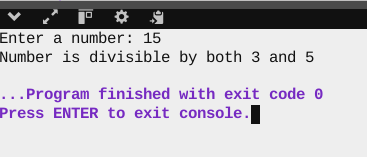 Enter a number: 15
Number is divisible by both 3 and 5
...Program finished with exit code 0
Press ENTER to exit console.